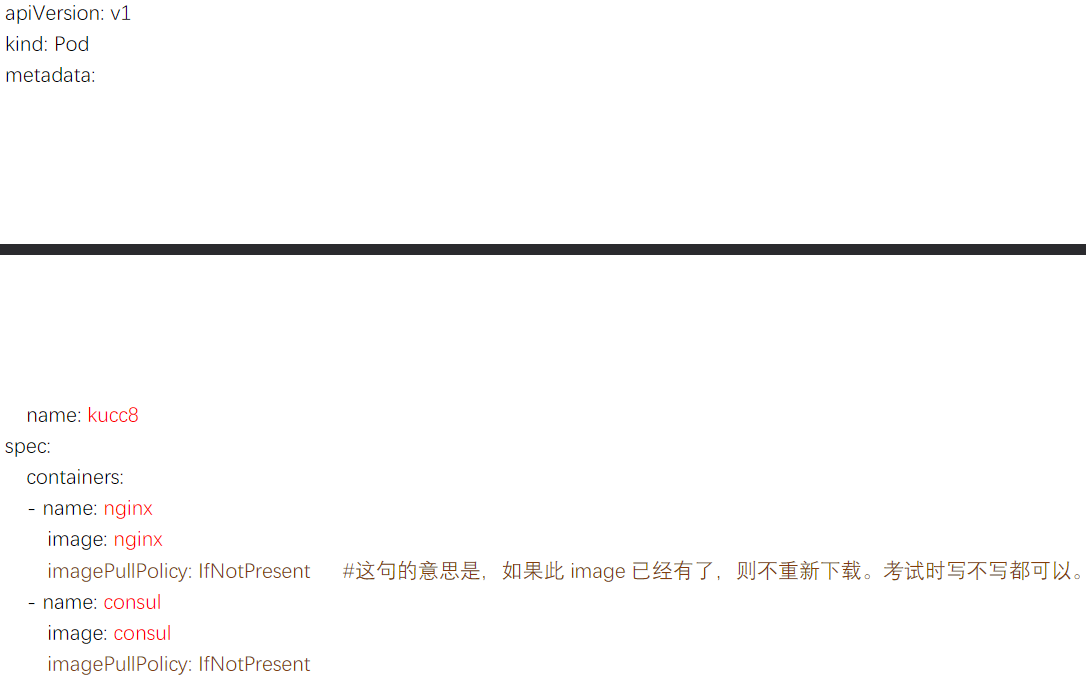 apiVersion: v1
kind: Pod
metadata:
name: kucc8
spec:
containers:
- name: nginx
image: nginx
imagePullPolicy: IfNotPresent #这句的意思是，如果此 image 已经有了，则不重新下载。考试时写不写都可以。
- name: consul
image: consul
imagePullPolicy: IfNotPresent